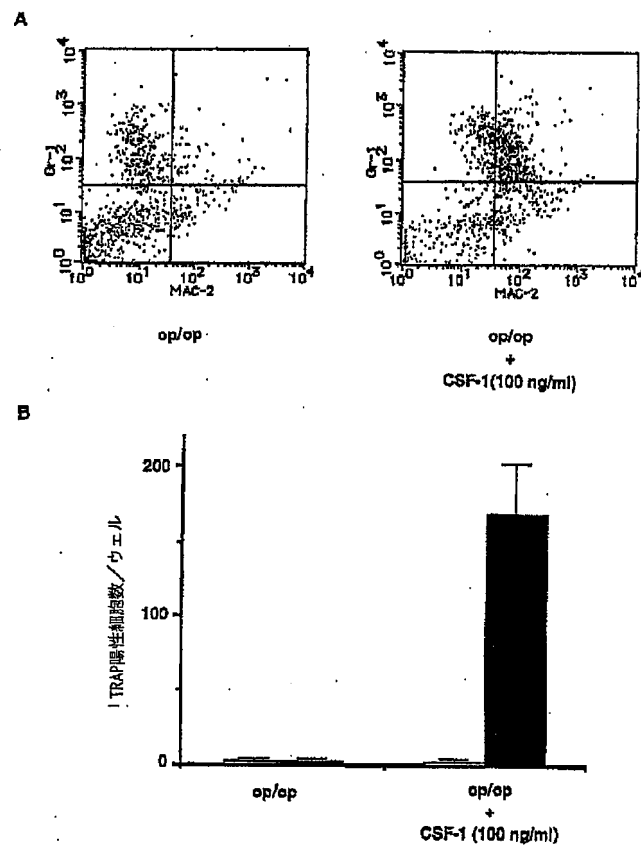 A
10⁴
10³
10²
10¹
10⁰
Gr-1
10⁰ 10¹ 10² 10³ 10⁴
MAC-2
op/op
10⁴
10³
10²
10¹
10⁰
Gr-1
10⁰ 10¹ 10² 10³ 10⁴
MAC-2
op/op
+
CSF-1(100 ng/ml)
B
TRAP陽性細胞数/ウェル
200
100
0
op/op
op/op
+
CSF-1 (100 ng/ml)